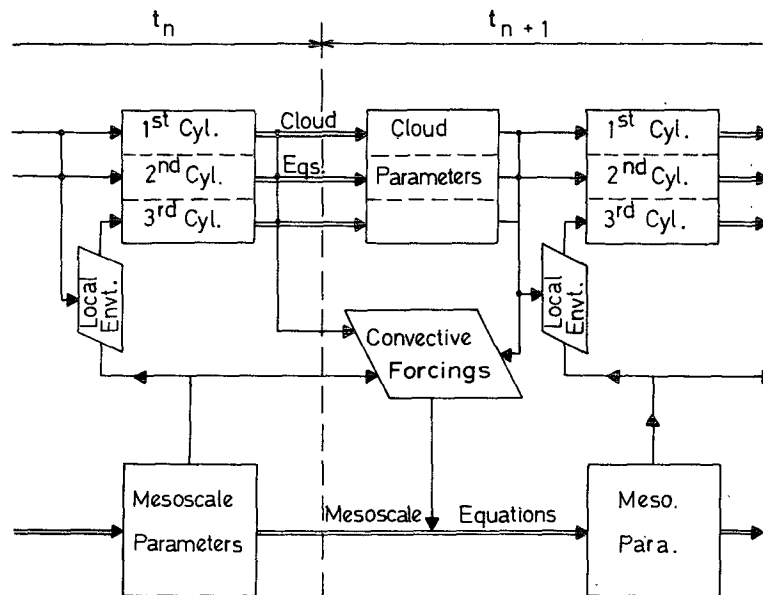 t_n
t_{n+1}
1st Cyl.
2nd Cyl.
3rd Cyl.
Cloud
Eqs.
Cloud
Parameters
1st Cyl.
2nd Cyl.
3rd Cyl.
Local
Envt.
Convective
Forcings
Local
Envt.
Mesoscale
Parameters
Mesoscale Equations
Meso.
Para.